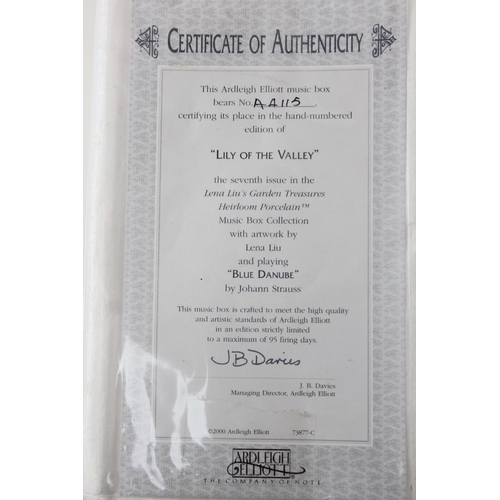 CERTIFICATE OF AUTHENTICITY
This Ardleigh Elliott music box
bears No. A4115.
certifying its place in the hand-numbered
edition of
"LILY OF THE VALLEY"
the seventh issue in the
Lena Liu's Garden Treasures
Heirloom Porcelain™
Music Box Collection
with artwork by
Lena Liu
and playing
"BLUE DANUBE"
by Johann Strauss
This music box is crafted to meet the high quality
and artistic standards of Ardleigh Elliott
in an edition strictly limited
to a maximum of 95 firing days.
J B Davies
J. B. Davies
Managing Director, Ardleigh Elliott
©2000 Ardleigh Elliott 73877-C
ARDLEIGH
ELLIOTT
THE COMPANY OF NOTE